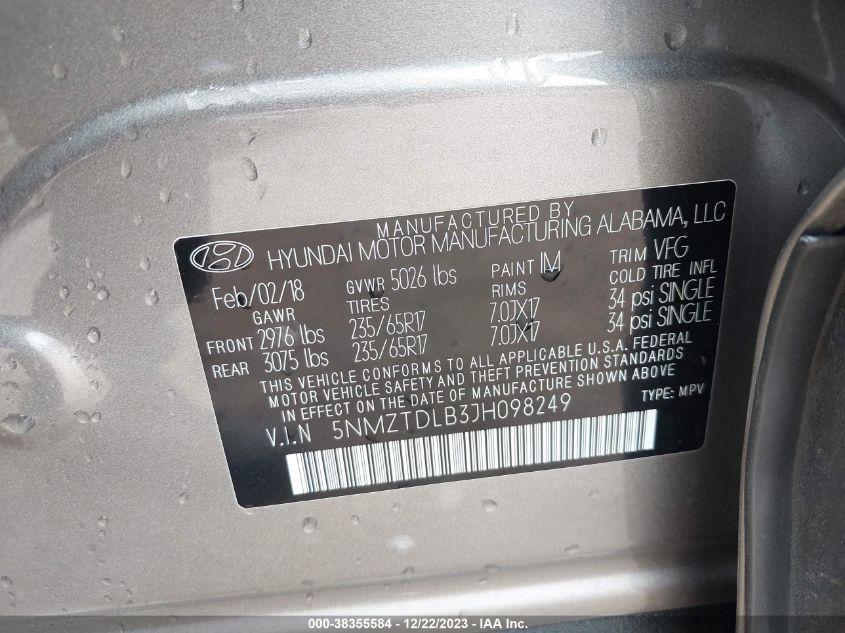 MANUFACTURED BY
HYUNDAI MOTOR MANUFACTURING ALABAMA, LLC
Feb/02/18 GVWR 5026 lbs PAINT IM TRIM VFG
GAWR TIRES RIMS COLD TIRE INFL
FRONT 2976 lbs 235/65R17 7.0JX17 34 psi SINGLE
REAR 3075 lbs 235/65R17 7.0JX17 34 psi SINGLE
THIS VEHICLE CONFORMS TO ALL APPLICABLE U.S.A. FEDERAL
MOTOR VEHICLE SAFETY AND THEFT PREVENTION STANDARDS
IN EFFECT ON THE DATE OF MANUFACTURE SHOWN ABOVE
V.I.N 5NMZTDLB3JH098249 TYPE: MPV
000-38355584 - 12/22/2023 - IAA Inc.